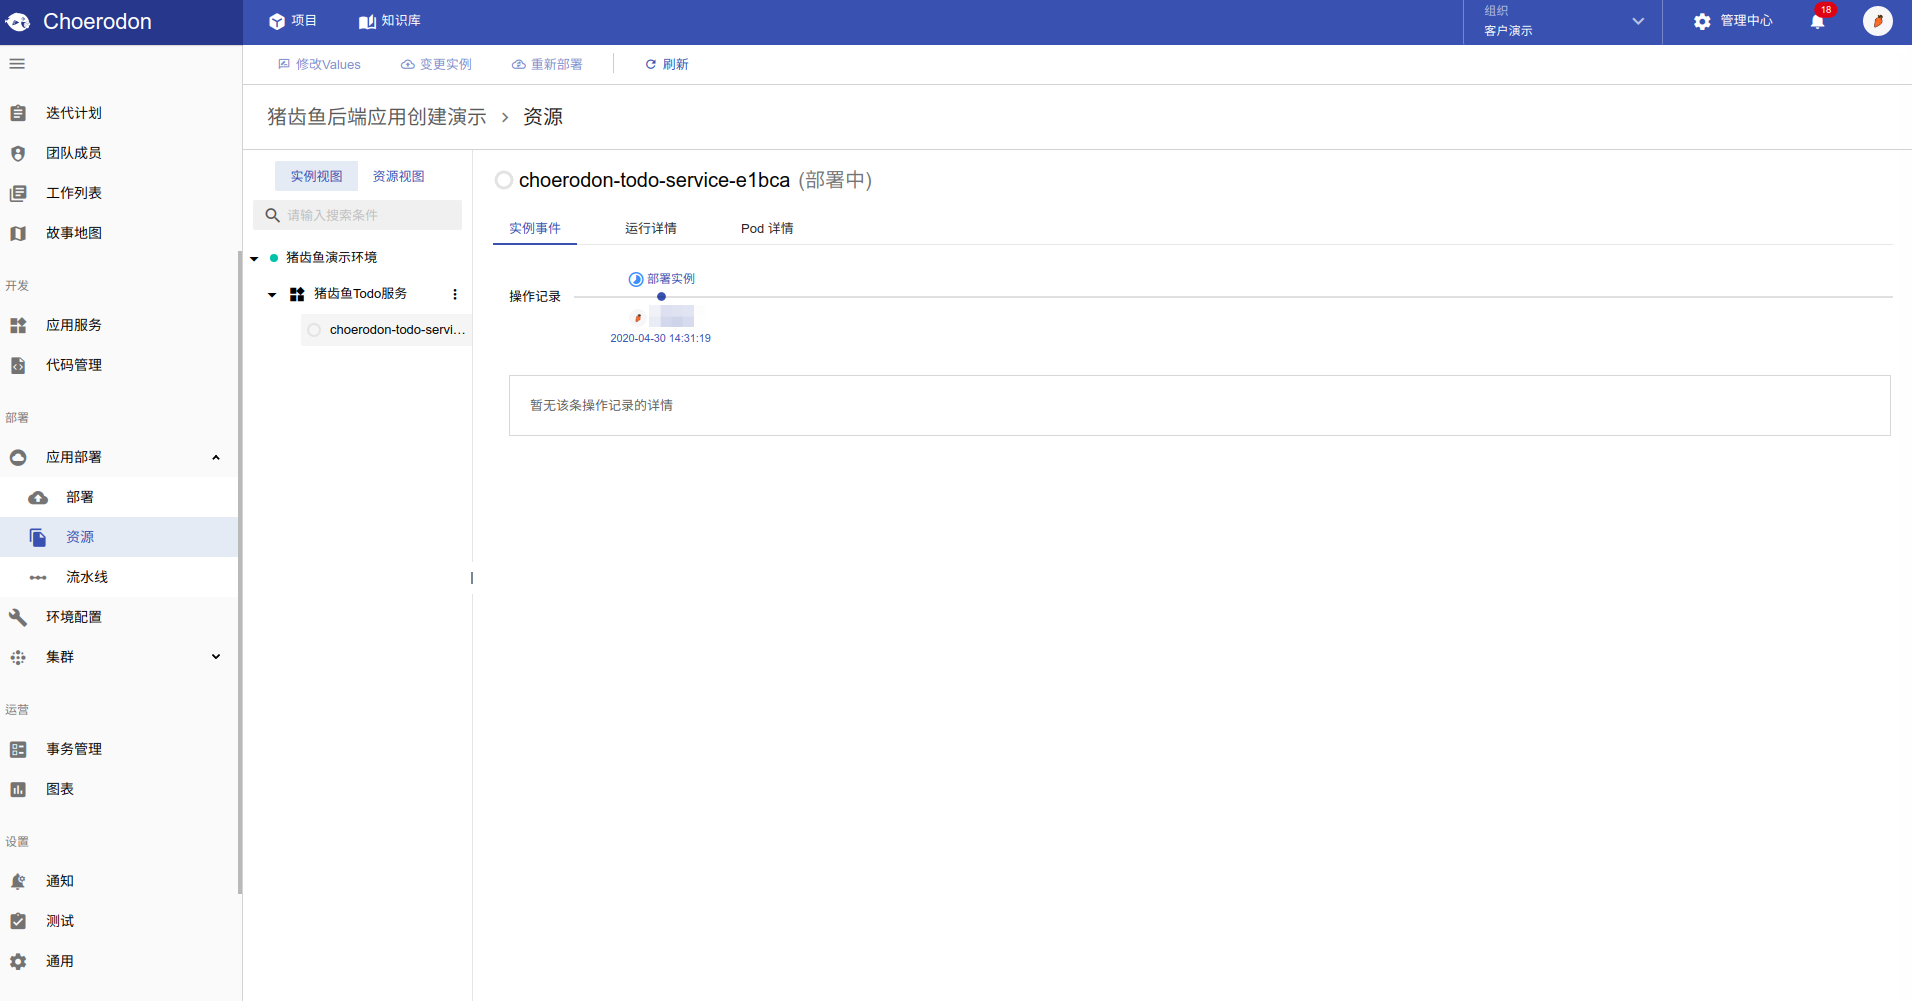 Choerodon
项目
知识库
组织
客户演示
管理中心
18
修改Values
变更实例
重新部署
刷新
猪齿鱼后端应用创建演示 > 资源
迭代计划
团队成员
工作列表
故事地图
开发
应用服务
代码管理
部署
应用部署
部署
资源
流水线
环境配置
集群
运营
事务管理
图表
设置
通知
测试
通用
实例视图
资源视图
请输入搜索条件
猪齿鱼演示环境
猪齿鱼Todo服务
choerodon-todo-servi...
choerodon-todo-service-e1bca (部署中)
实例事件
运行详情
Pod 详情
部署实例
操作记录
2020-04-30 14:31:19
暂无该条操作记录的详情